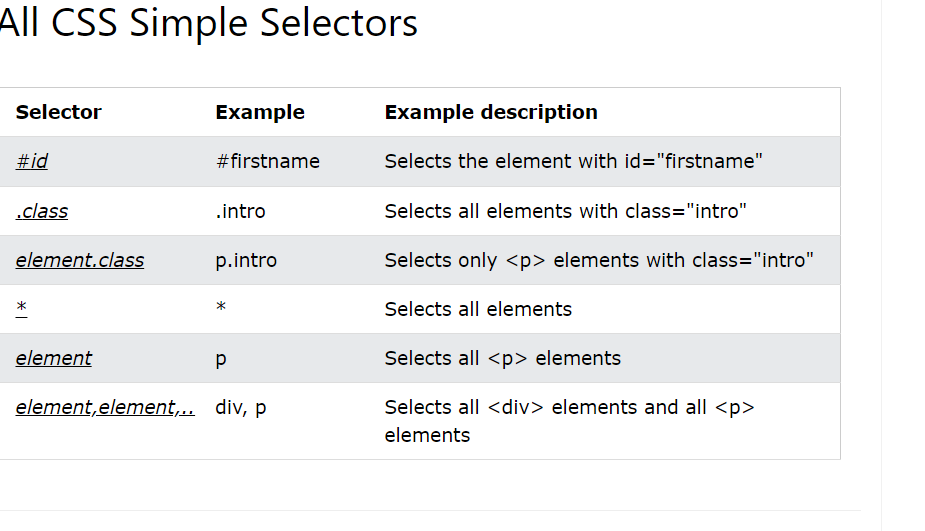 All CSS Simple Selectors
Selector Example Example description
#id #firstname Selects the element with id="firstname"
.class .intro Selects all elements with class="intro"
element.class p.intro Selects only <p> elements with class="intro"
* * Selects all elements
element p Selects all <p> elements
element,element,.. div, p Selects all <div> elements and all <p>
elements